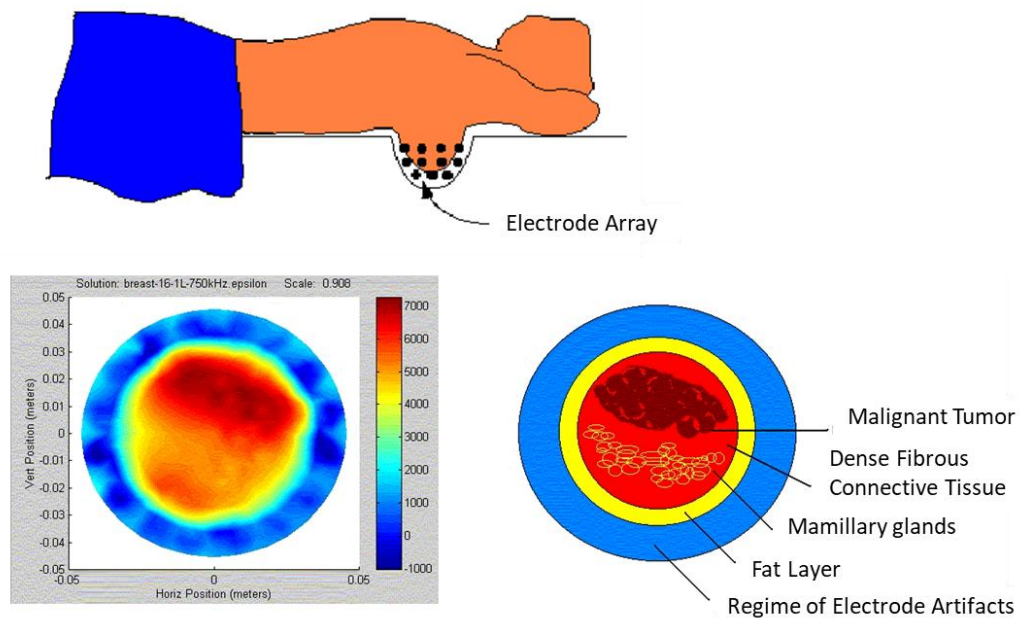 Electrode Array
Solution: breast-16-1L-750kHz.epsilon Scale: 0.908
0.05
0.04
0.03
0.02
0.01
0
-0.01
-0.02
-0.03
-0.04
-0.05
Vert Position (meters)
-0.05 0 0.05
Horiz Position (meters)
7000
6000
5000
4000
3000
2000
1000
0
-1000
Malignant Tumor
Dense Fibrous
Connective Tissue
Mamillary glands
Fat Layer
Regime of Electrode Artifacts